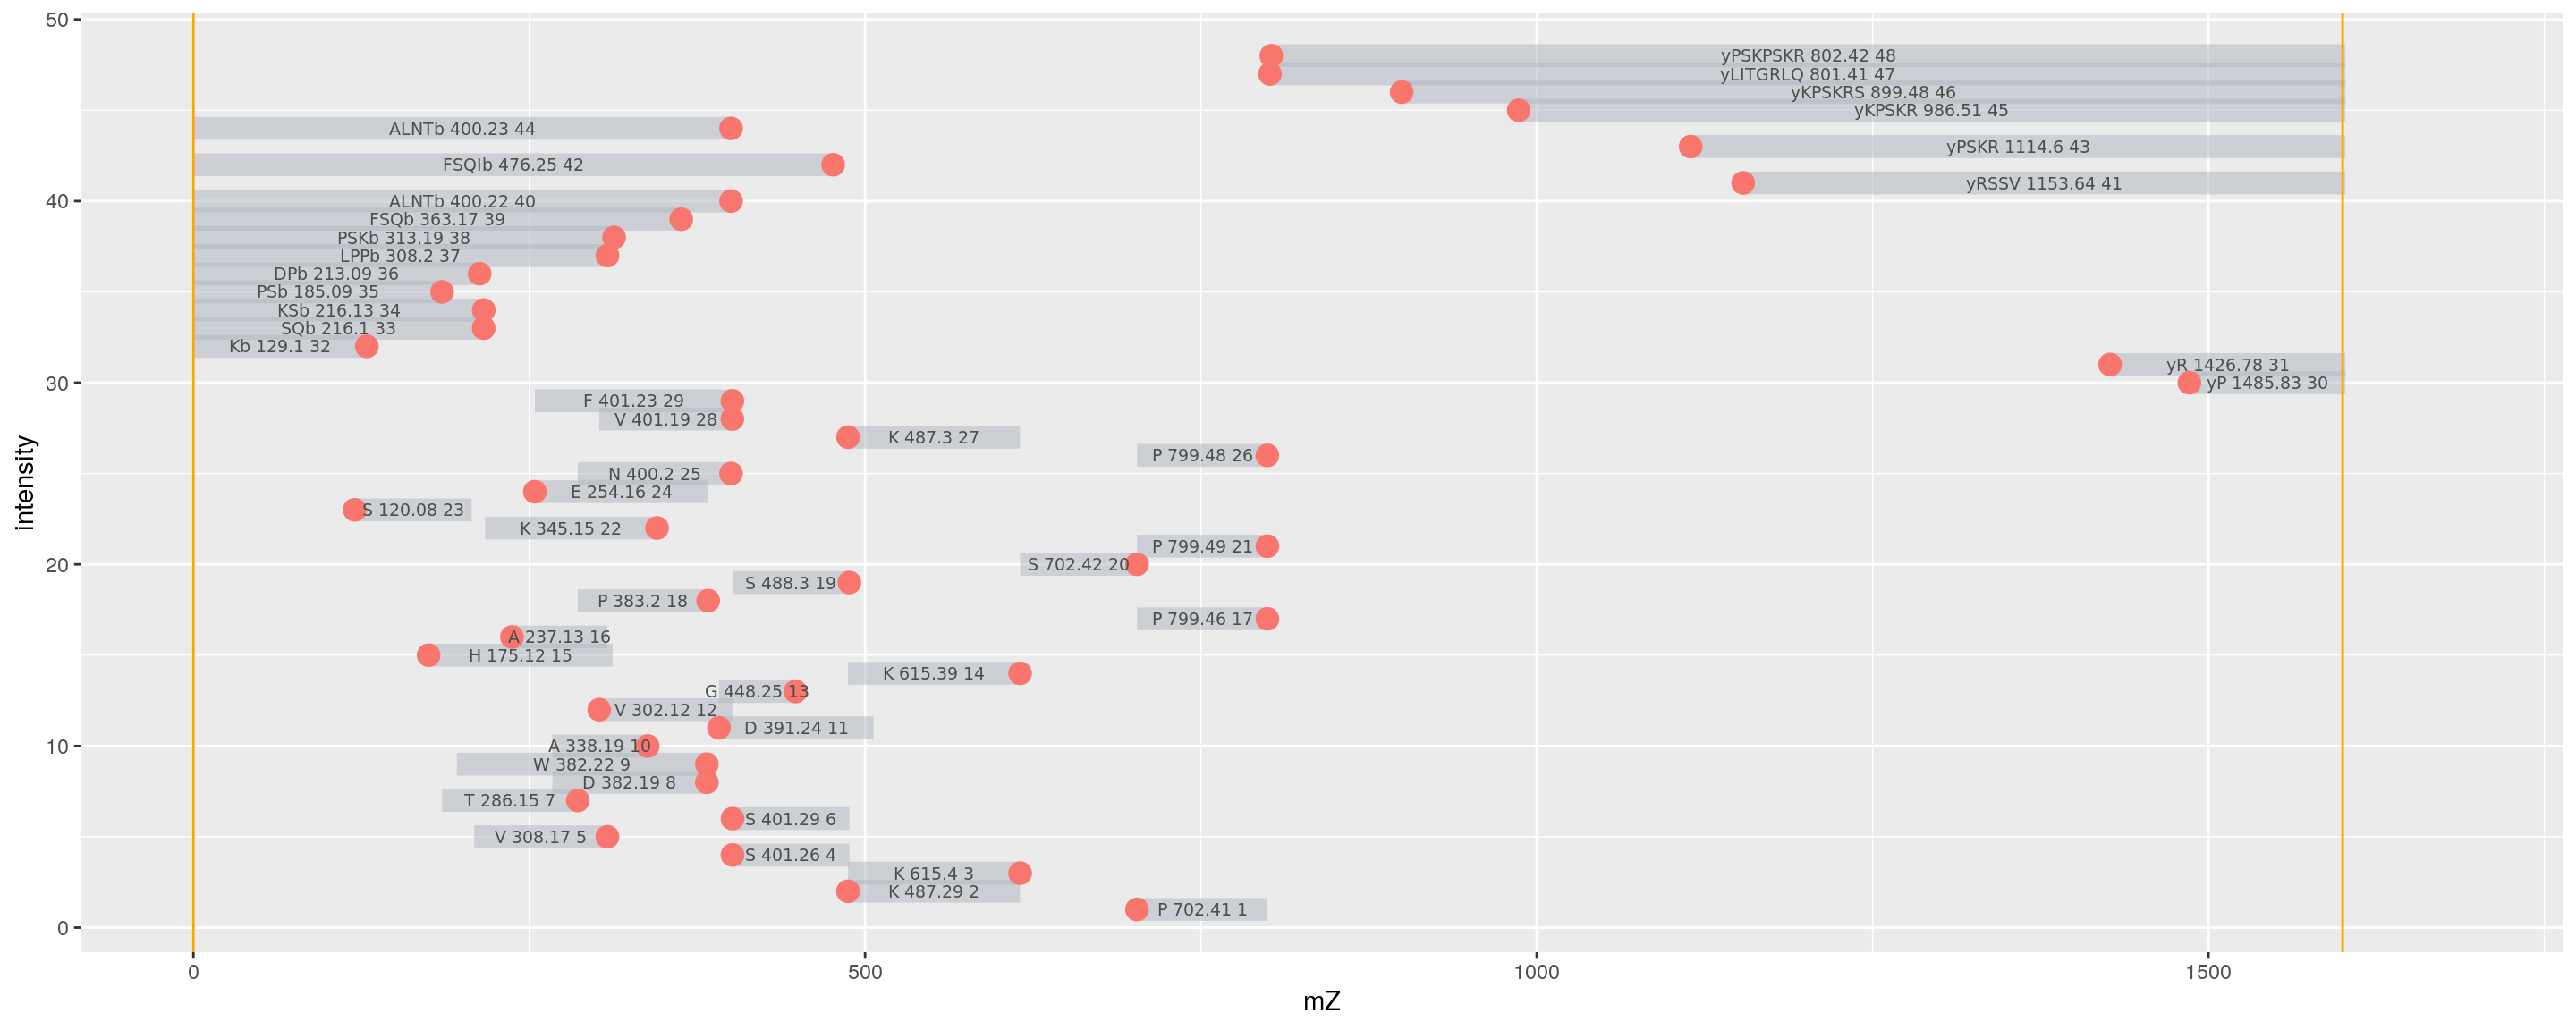 50
yPSKPSKR 802.42 48
yLITGRLQ 801.41 47
yKPSKRS 899.48 46
yKPSKR 986.51 45
ALNTb 400.23 44
yPSKR 1114.6 43
FSQIb 476.25 42
yRSSV 1153.64 41
40
ALNTb 400.22 40
FSQb 363.17 39
PSKb 313.19 38
LPPb 308.2 37
DPb 213.09 36
PSb 185.09 35
KSb 216.13 34
SQb 216.1 33
Kb 129.1 32
yR 1426.78 31
30
yP 1485.83 30
F 401.23 29
V 401.19 28
K 487.3 27
P 799.48 26
N 400.2 25
E 254.16 24
S 120.08 23
K 345.15 22
P 799.49 21
20
S 702.42 20
S 488.3 19
P 383.2 18
P 799.46 17
A 237.13 16
H 175.12 15
K 615.39 14
G 448.25 13
V 302.12 12
D 391.24 11
10
A 338.19 10
W 382.22 9
D 382.19 8
T 286.15 7
S 401.29 6
V 308.17 5
S 401.26 4
K 615.4 3
K 487.29 2
P 702.41 1
0
intensity
0 500 1000 1500
mZ